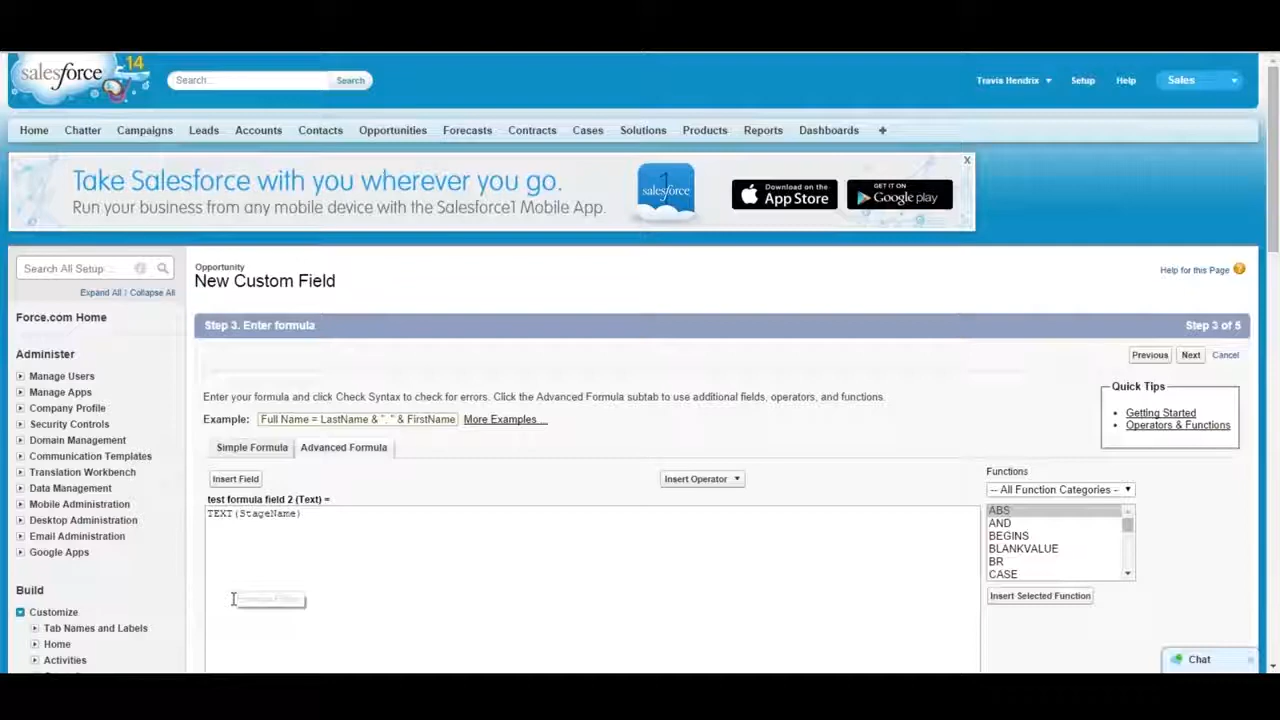 salesforce
14
Search...
Search
Travis Hendrix
Setup
Help
Sales
Home
Chatter
Campaigns
Leads
Accounts
Contacts
Opportunities
Forecasts
Contracts
Cases
Solutions
Products
Reports
Dashboards
+
Take Salesforce with you wherever you go.
Run your business from any mobile device with the Salesforce1 Mobile App.
1
salesforce
Download on the
App Store
GET IT ON
Google play
X
Search All Setup ...
Expand All | Collapse All
Force.com Home
Administer
Manage Users
Manage Apps
Company Profile
Security Controls
Domain Management
Communication Templates
Translation Workbench
Data Management
Mobile Administration
Desktop Administration
Email Administration
Google Apps
Build
Customize
Tab Names and Labels
Home
Activities
Opportunity
New Custom Field
Help for this Page
Step 3. Enter formula
Step 3 of 5
Previous
Next
Cancel
Enter your formula and click Check Syntax to check for errors. Click the Advanced Formula subtab to use additional fields, operators, and functions.
Example:
Full Name = LastName & ", " & FirstName
More Examples ...
Quick Tips
Getting Started
Operators & Functions
Simple Formula
Advanced Formula
Insert Field
Insert Operator
test formula field 2 (Text) =
TEXT(StageName)
Functions
-- All Function Categories -
ABS
AND
BEGINS
BLANKVALUE
BR
CASE
Insert Selected Function
Chat